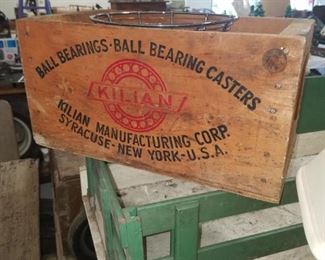 BALL BEARINGS · BALL BEARING CASTERS
KILIAN
KILIAN MANUFACTURING CORP.
SYRACUSE · NEW YORK · U.S.A.